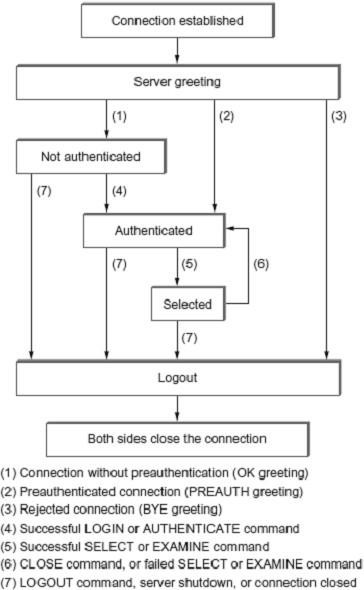 Connection established
Server greeting
(1)
(2)
(3)
Not authenticated
(7)
(4)
Authenticated
(7)
(5)
(6)
Selected
(7)
Logout
Both sides close the connection
(1) Connection without preauthentication (OK greeting)
(2) Preauthenticated connection (PREAUTH greeting)
(3) Rejected connection (BYE greeting)
(4) Successful LOGIN or AUTHENTICATE command
(5) Successful SELECT or EXAMINE command
(6) CLOSE command, or failed SELECT or EXAMINE command
(7) LOGOUT command, server shutdown, or connection closed